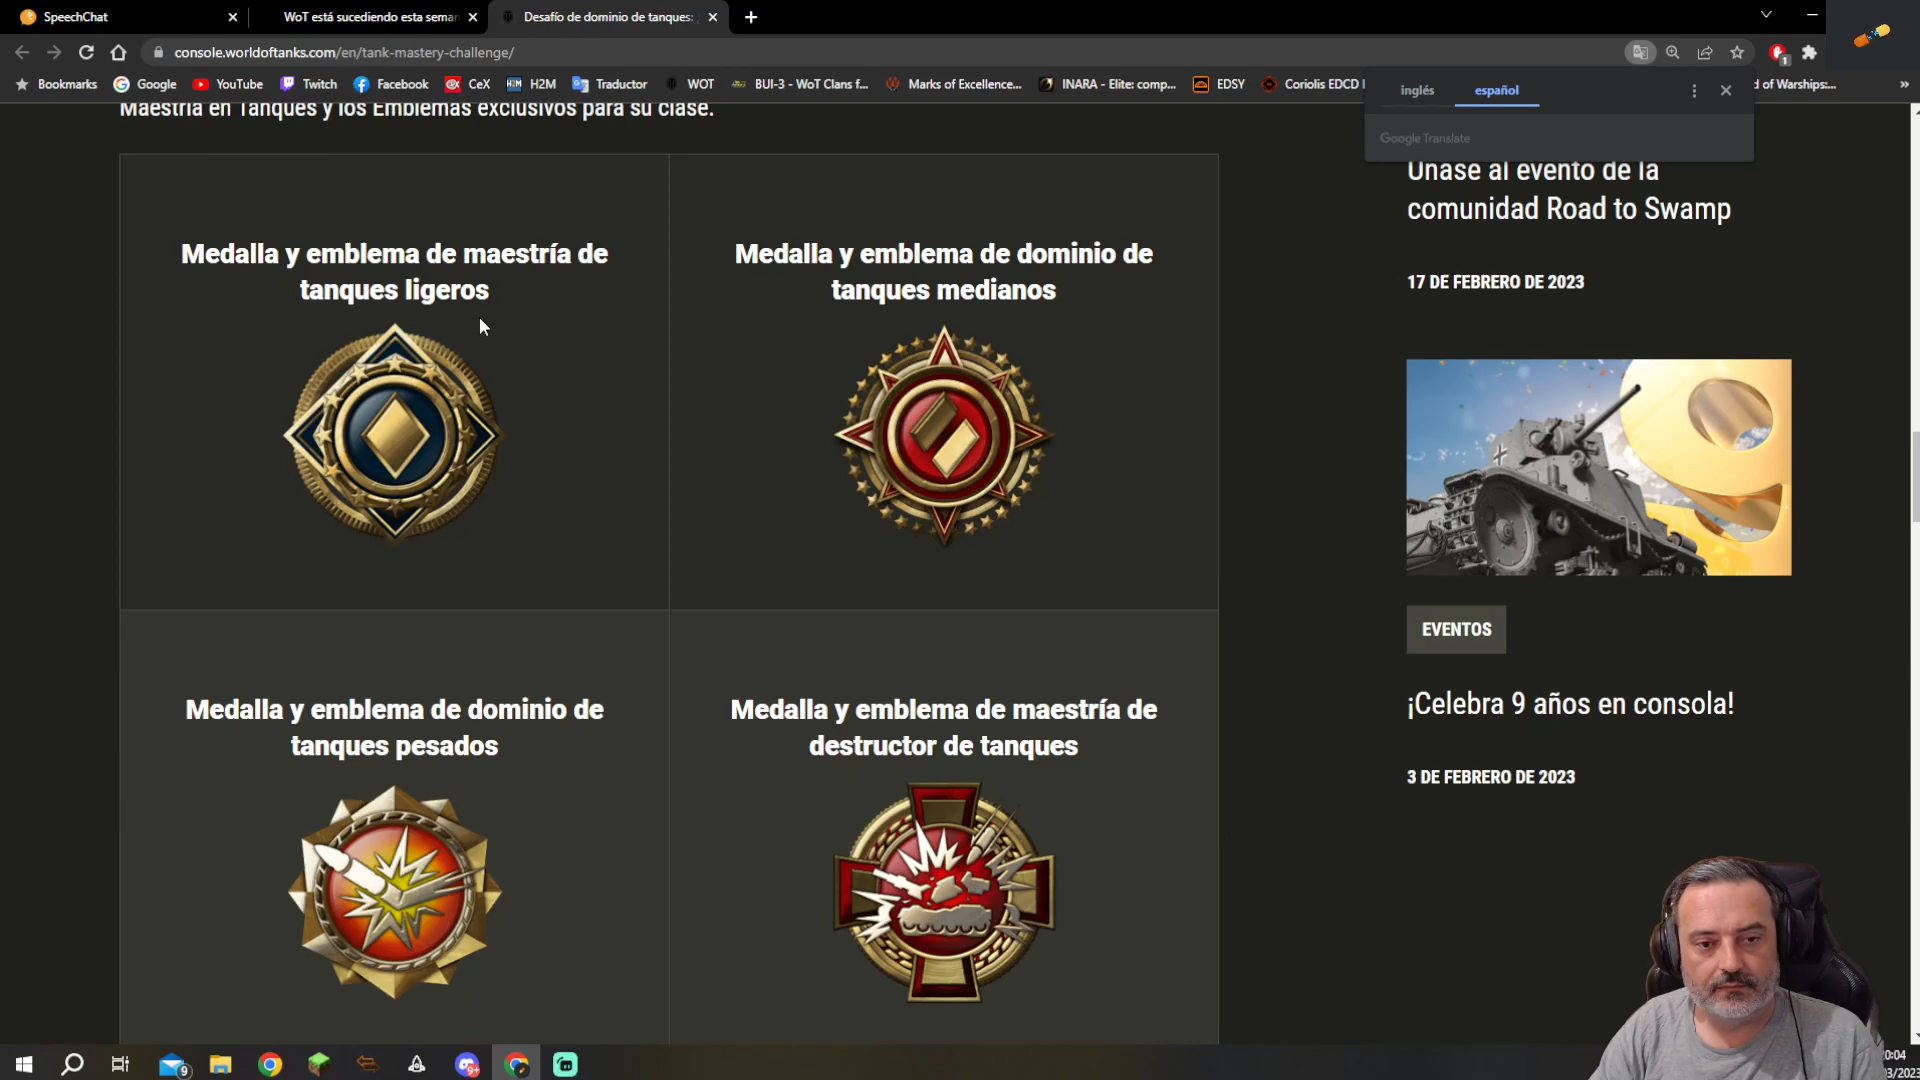 SpeechChat
WoT está sucediendo esta seman
Desafío de dominio de tanques:
console.worldoftanks.com/en/tank-mastery-challenge/
1
Bookmarks
Google
YouTube
Twitch
Facebook
CeX
H2M
Traductor
WOT
BUI-3 - WoT Clans f...
Marks of Excellence...
INARA - Elite: comp...
EDSY
Coriolis EDCD
d of Warships:...
»
inglés
español
Google Translate
Maestría en Tanques y los Emblemas exclusivos para su clase.
Medalla y emblema de maestría de
tanques ligeros
Medalla y emblema de dominio de
tanques medianos
Medalla y emblema de dominio de
tanques pesados
Medalla y emblema de maestría de
destructor de tanques
Únase al evento de la
comunidad Road to Swamp
17 DE FEBRERO DE 2023
EVENTOS
¡Celebra 9 años en consola!
3 DE FEBRERO DE 2023
9
9+